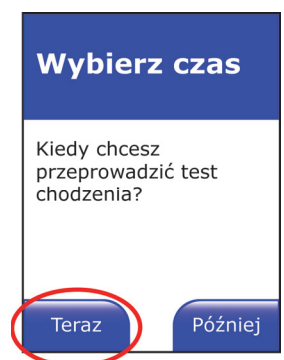 Wybierz czas
Kiedy chcesz
przeprowadzić test
chodzenia?
Teraz
Później